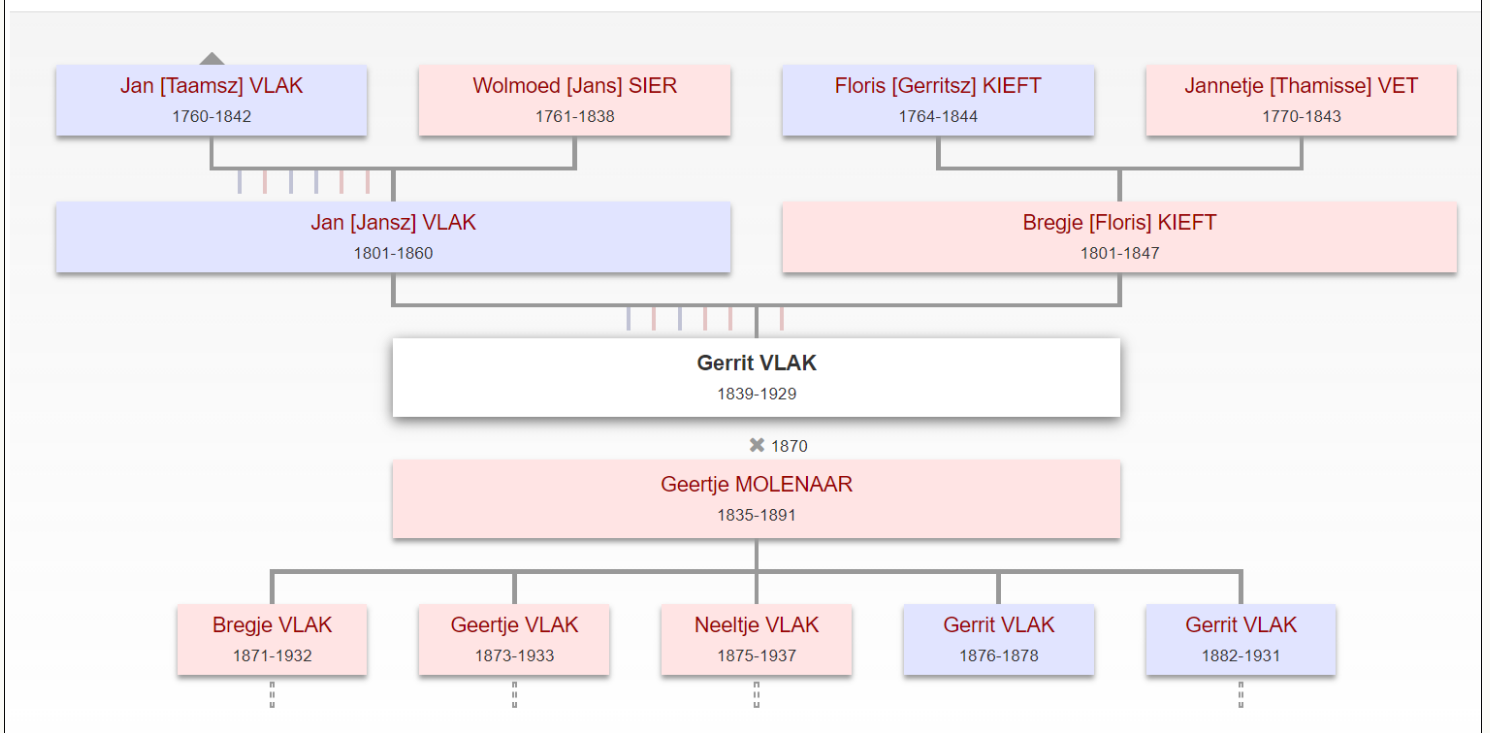 Jan [Taamsz] VLAK
1760-1842
Wolmoed [Jans] SIER
1761-1838
Floris [Gerritsz] KIEFT
1764-1844
Jannetje [Thamisse] VET
1770-1843
Jan [Jansz] VLAK
1801-1860
Bregje [Floris] KIEFT
1801-1847
Gerrit VLAK
1839-1929
1870
Geertje MOLENAAR
1835-1891
Bregje VLAK
1871-1932
Geertje VLAK
1873-1933
Neeltje VLAK
1875-1937
Gerrit VLAK
1876-1878
Gerrit VLAK
1882-1931